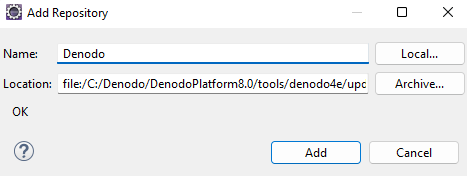 Add Repository
Name: Denodo Local...
Location: file:/C:/Denodo/DenodoPlatform8.0/tools/denodo4e/upc Archive...
OK
? Add Cancel